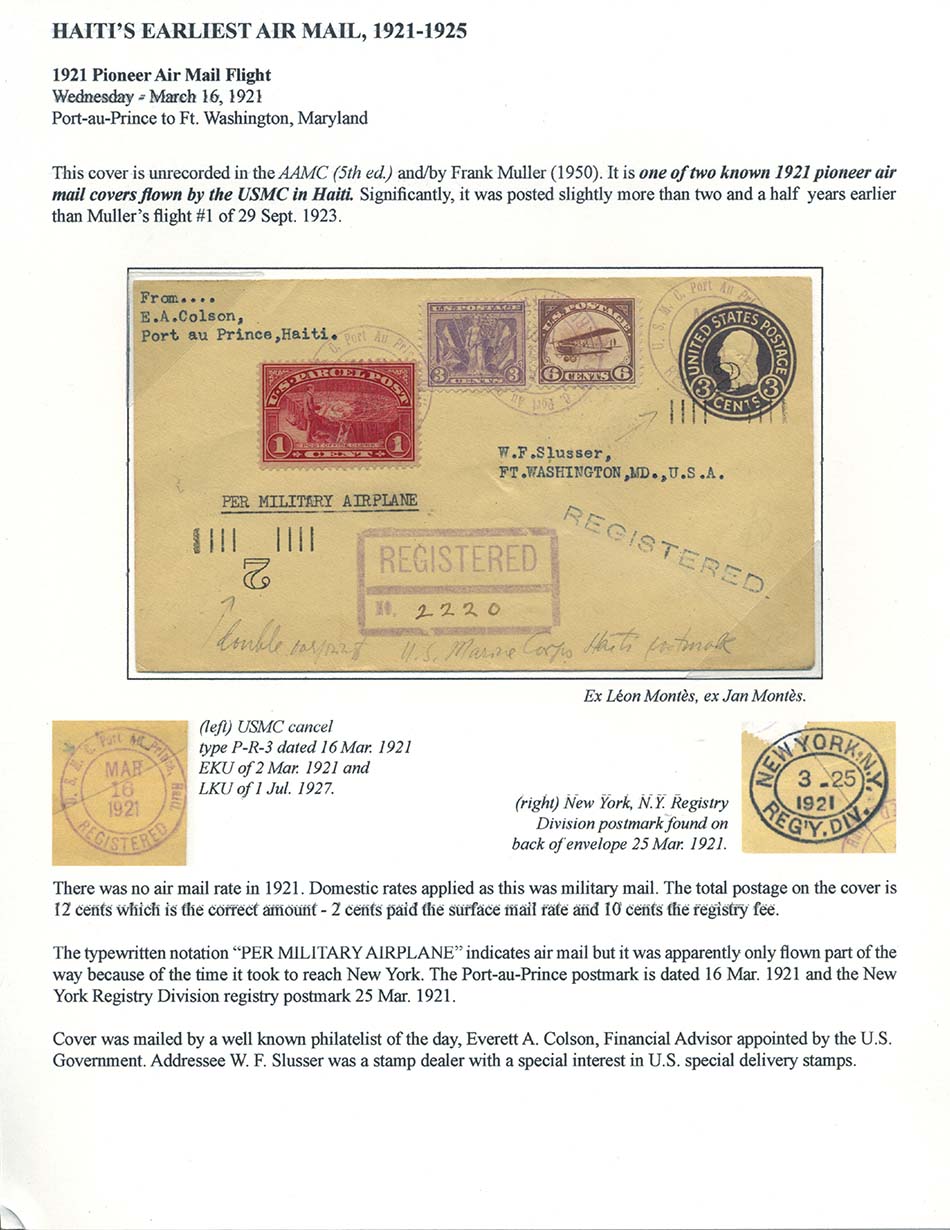 HAITI'S EARLIEST AIR MAIL, 1921-1925
1921 Pioneer Air Mail Flight
Wednesday - March 16, 1921
Port-au-Prince to Ft. Washington, Maryland
This cover is unrecorded in the AAMC (5th ed.) and/by Frank Muller (1950). It is one of two known 1921 pioneer air
mail covers flown by the USMC in Haiti. Significantly, it was posted slightly more than two and a half years earlier
than Muller's flight #1 of 29 Sept. 1923.
From....
E.A.Colson,
Port au Prince,Haiti.
C. Port Au Pri
U.S.POSTAGE
3 CENTS 3
U.S.POSTAGE
6 CENTS 6
Port Au
U. S. M. C. Port Au Prin
UNITED STATES POSTAGE
3 CENTS 3
2
U.S.PARCEL POST
1 1
POST OFFICE CLERK
CENT
W.F.Slusser,
FT.WASHINGTON,MD.,U.S.A.
PER MILITARY AIRPLANE
REGISTERED
2
REGISTERED
NO. 2220
double surprint U.S. Marine Corps Haiti postmark
Ex Léon Montès, ex Jan Montès.
U. S. M. C. Port Au Prince, Haiti
MAR
16
1921
REGISTERED
(left) USMC cancel
type P-R-3 dated 16 Mar. 1921
EKU of 2 Mar. 1921 and
LKU of 1 Jul. 1927.
(right) New York, N.Y. Registry
Division postmark found on
back of envelope 25 Mar. 1921.
NEW YORK, N.Y.
3 - 25
1921
REG'Y. DIV.
There was no air mail rate in 1921. Domestic rates applied as this was military mail. The total postage on the cover is
12 cents which is the correct amount - 2 cents paid the surface mail rate and 10 cents the registry fee.
The typewritten notation "PER MILITARY AIRPLANE" indicates air mail but it was apparently only flown part of the
way because of the time it took to reach New York. The Port-au-Prince postmark is dated 16 Mar. 1921 and the New
York Registry Division registry postmark 25 Mar. 1921.
Cover was mailed by a well known philatelist of the day, Everett A. Colson, Financial Advisor appointed by the U.S.
Government. Addressee W. F. Slusser was a stamp dealer with a special interest in U.S. special delivery stamps.